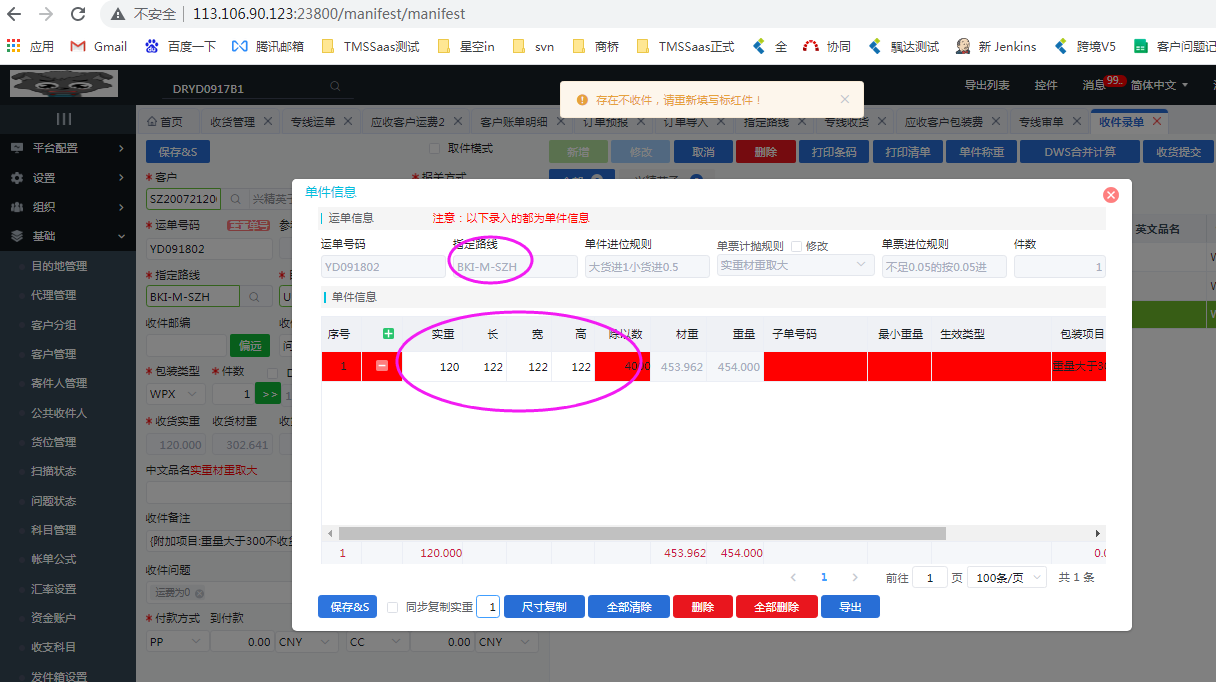 不安全 113.106.90.123:23800/manifest/manifest
应用 Gmail 百度一下 腾讯邮箱 TMSSaas测试 星空in svn 商桥 TMSSaas正式 全 协同 飚达测试 新 Jenkins 跨境V5 客户问题记
DRYD0917B1 导出列表 控件 消息 99.. 简体中文
存在不收件，请重新填写标红件！
首页 收货管理 专线运单 应收客户运费2 客户账单明细 订单预报 订单导入 指定路线 专线收货 应收客户包装费 专线审单 收件录单
平台配置
设置
组织
基础
目的地管理
代理管理
客户分组
客户管理
寄件人管理
公共收件人
货位管理
扫描状态
问题状态
科目管理
帐单公式
汇率设置
资金账户
收支科目
发件箱设置
保存&S 取件模式 新增 修改 取消 删除 打印条码 打印清单 单件称重 DWS合并计算 收货提交
*客户 *报关方式
SZ200721200 兴精英子
*运单号码
YD091802
*指定路线
BKI-M-SZH
收件邮编
偏远
*包装类型 *件数
WPX 1 >>
*收货实重 收货材重
120.000 302.641
中文品名实重材重取大
收件备注
{附加项目:重量大于300不收货
收件问题
运费为0
*付款方式 到付款
PP 0.00 CNY CC 0.00 CNY
英文品名
单件信息
运单信息 注意：以下录入的都为单件信息
运单号码 指定路线 单件进位规则 单票计抛规则 修改 单票进位规则 件数
YD091802 BKI-M-SZH 大货进1小货进0.5 实重材重取大 不足0.05的按0.05进 1
单件信息
序号 实重 长 宽 高 除以数 材重 重量 子单号码 最小重量 生效类型 包装项目
1 120 122 122 122 4000 453.962 454.000 重量大于30
1 120.000 453.962 454.000 0.0
1 前往 1 页 100条/页 共 1 条
保存&S 同步复制实重 1 尺寸复制 全部清除 删除 全部删除 导出